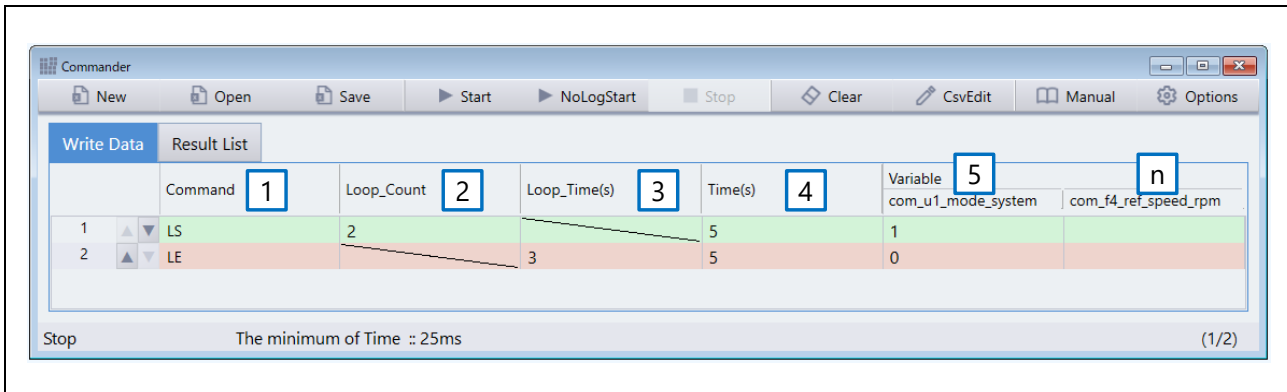 Commander
New Open Save Start NoLogStart Stop Clear CsvEdit Manual Options
Write Data Result List
Command 1 Loop_Count 2 Loop_Time(s) 3 Time(s) 4 Variable 5 n
com_u1_mode_system com_f4_ref_speed_rpm
1 LS 2 5 1
2 LE 3 5 0
Stop The minimum of Time :: 25ms (1/2)